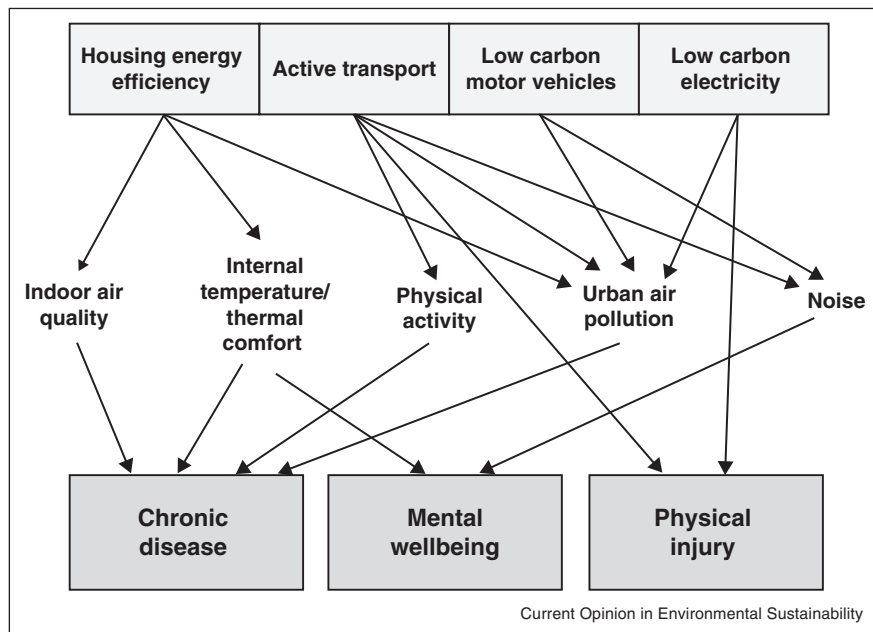 Housing energy
efficiency
Active transport
Low carbon
motor vehicles
Low carbon
electricity
Indoor air
quality
Internal
temperature/
thermal
comfort
Physical
activity
Urban air
pollution
Noise
Chronic
disease
Mental
wellbeing
Physical
injury
Current Opinion in Environmental Sustainability